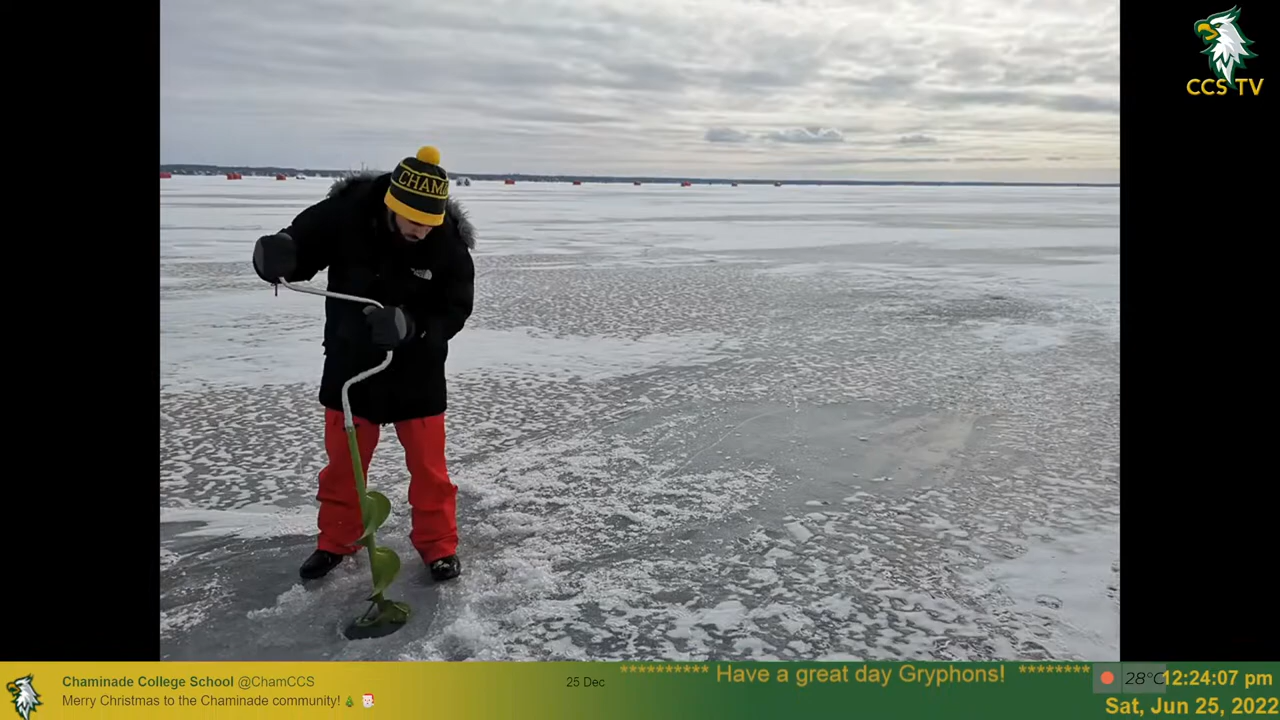 CCS TV
CHAM
Chaminade College School @ChamCCS
25 Dec
Merry Christmas to the Chaminade community! 🎄 🎅
********** Have a great day Gryphons! ********
28°C
12:24:07 pm
Sat, Jun 25, 2022